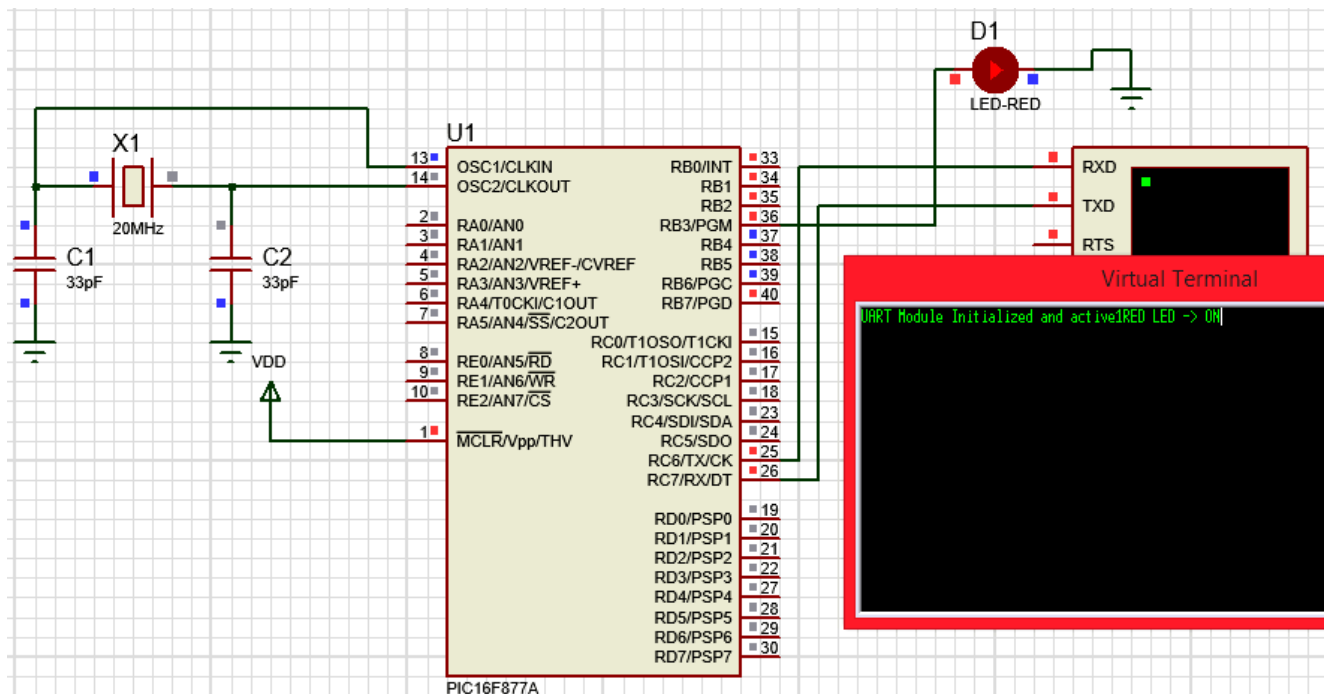 D1
LED-RED
X1
20MHz
C1
33pF
C2
33pF
VDD
U1
13 OSC1/CLKIN
14 OSC2/CLKOUT
2 RA0/AN0
3 RA1/AN1
4 RA2/AN2/VREF-/CVREF
5 RA3/AN3/VREF+
6 RA4/T0CKI/C1OUT
7 RA5/AN4/SS/C2OUT
8 RE0/AN5/RD
9 RE1/AN6/WR
10 RE2/AN7/CS
1 MCLR/Vpp/THV
RB0/INT 33
RB1 34
RB2 35
RB3/PGM 36
RB4 37
RB5 38
RB6/PGC 39
RB7/PGD 40
RC0/T1OSO/T1CKI 15
RC1/T1OSI/CCP2 16
RC2/CCP1 17
RC3/SCK/SCL 18
RC4/SDI/SDA 23
RC5/SDO 24
RC6/TX/CK 25
RC7/RX/DT 26
RD0/PSP0 19
RD1/PSP1 20
RD2/PSP2 21
RD3/PSP3 22
RD4/PSP4 27
RD5/PSP5 28
RD6/PSP6 29
RD7/PSP7 30
PIC16F877A
RXD
TXD
RTS
Virtual Terminal
UART Module Initialized and active1RED LED -> ON